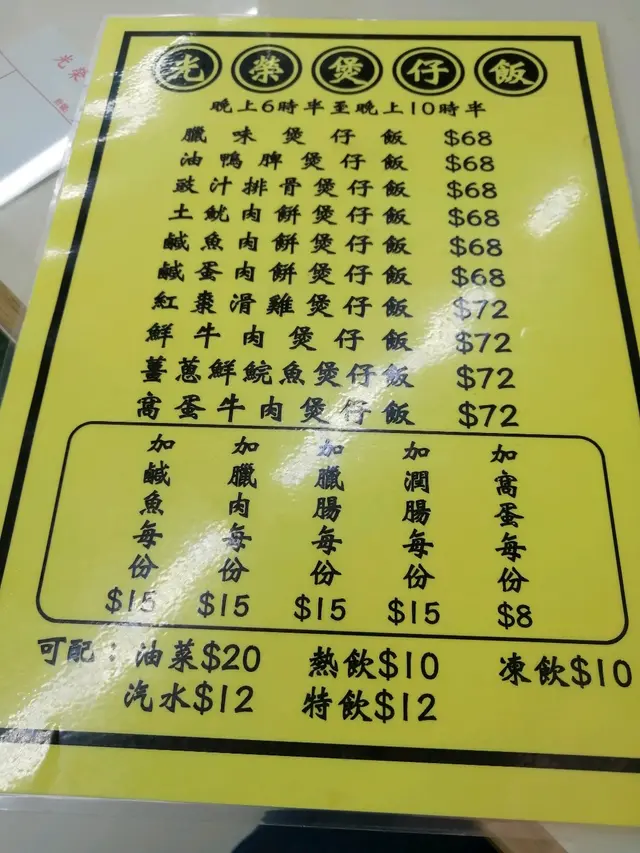 光榮煲仔飯
晚上6時半至晚上10時半
臘味煲仔飯 $68
油鴨脾煲仔飯 $68
豉汁排骨煲仔飯 $68
土魷肉餅煲仔飯 $68
鹹魚肉餅煲仔飯 $68
鹹蛋肉餅煲仔飯 $68
紅棗滑雞煲仔飯 $72
鮮牛肉煲仔飯 $72
薑蔥鮮鯇魚煲仔飯 $72
窩蛋牛肉煲仔飯 $72
加鹹魚每份 $15
加臘肉每份 $15
加臘腸每份 $15
加潤腸每份 $15
加窩蛋每份 $8
可配：油菜$20 熱飲$10 凍飲$10
汽水$12 特飲$12
光榮